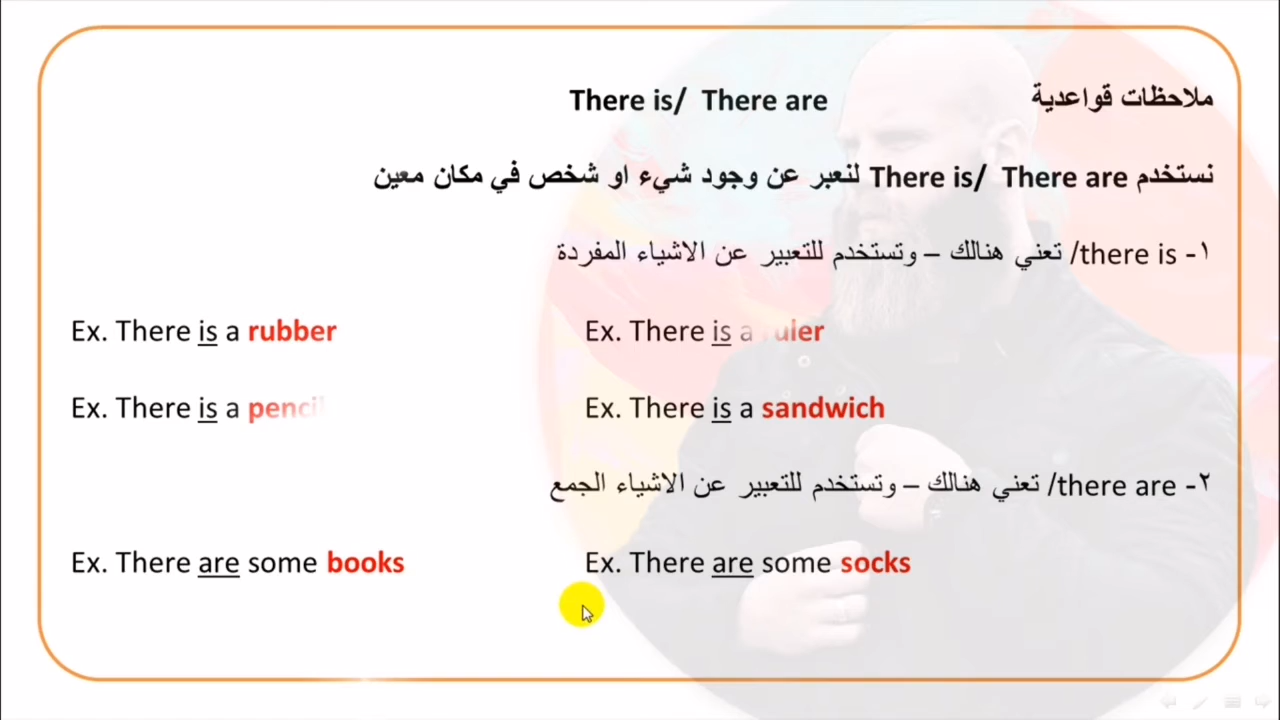 ملاحظات قواعدية There is/ There are
نستخدم There is/ There are لنعبر عن وجود شيء او شخص في مكان معين
١- there is/ تعني هنالك – وتستخدم للتعبير عن الاشياء المفردة
Ex. There is a rubber Ex. There is a ruler
Ex. There is a pencil Ex. There is a sandwich
٢- there are/ تعني هنالك – وتستخدم للتعبير عن الاشياء الجمع
Ex. There are some books Ex. There are some socks